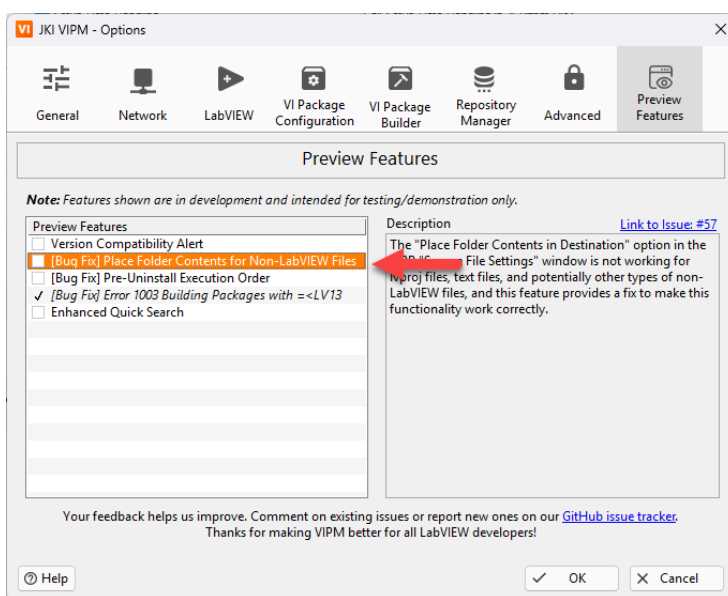 VI JKI VIPM - Options
General
Network
LabVIEW
VI Package
Configuration
VI Package
Builder
Repository
Manager
Advanced
Preview
Features
Preview Features
Note: Features shown are in development and intended for testing/demonstration only.
Preview Features
Version Compatibility Alert
[Bug Fix] Place Folder Contents for Non-LabVIEW Files
[Bug Fix] Pre-Uninstall Execution Order
[Bug Fix] Error 1003 Building Packages with =<LV13
Enhanced Quick Search
Description
Link to Issue: #57
The "Place Folder Contents in Destination" option in the
File Settings" window is not working for
lvproj files, text files, and potentially other types of non-
LabVIEW files, and this feature provides a fix to make this
functionality work correctly.
Your feedback helps us improve. Comment on existing issues or report new ones on our GitHub issue tracker.
Thanks for making VIPM better for all LabVIEW developers!
Help
OK
Cancel